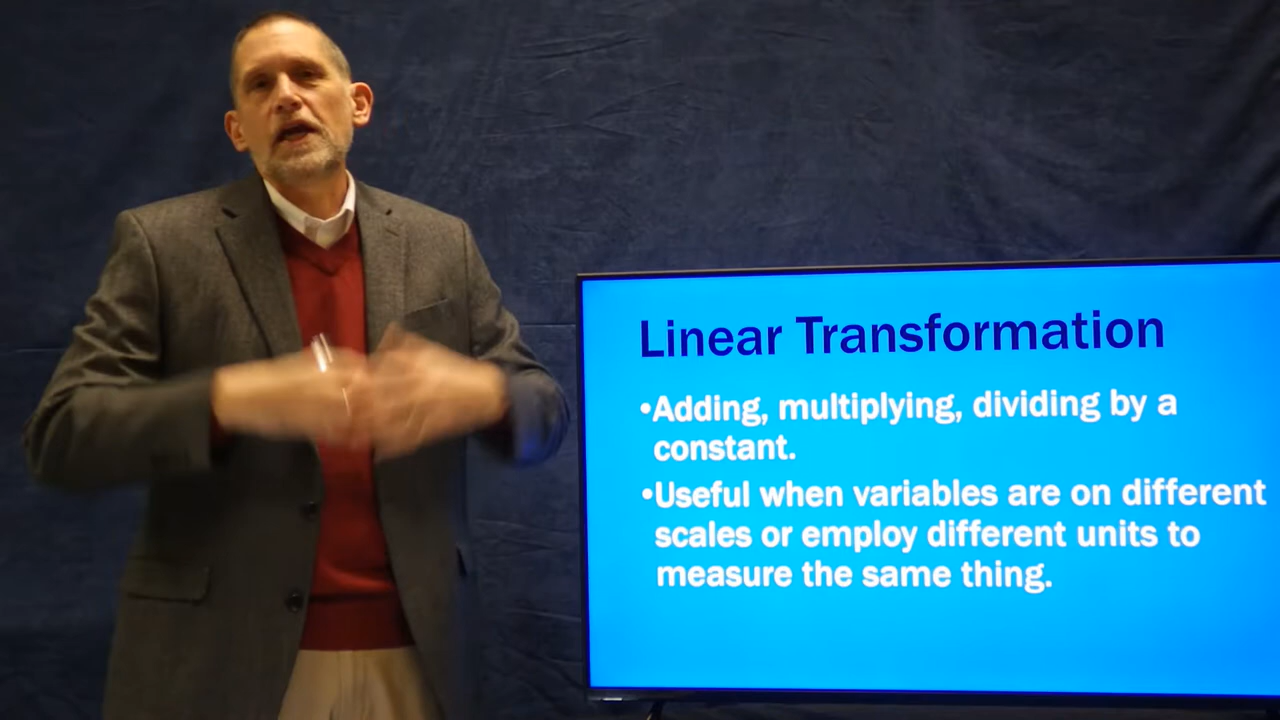 Linear Transformation
•Adding, multiplying, dividing by a
constant.
•Useful when variables are on different
scales or employ different units to
measure the same thing.